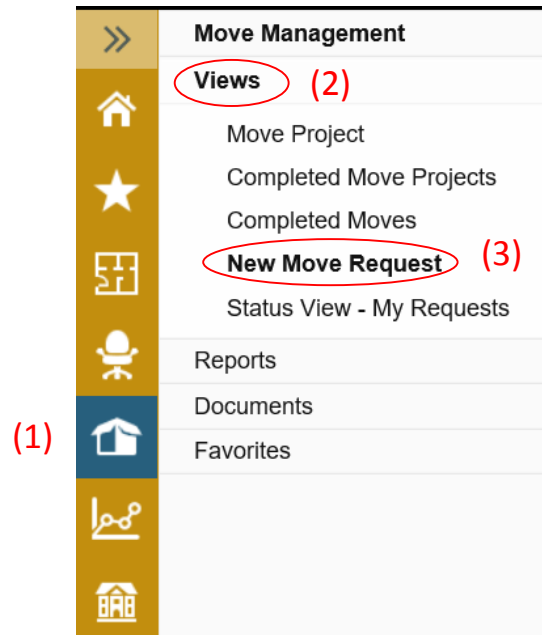 Move Management
Views (2)
Move Project
Completed Move Projects
Completed Moves
New Move Request (3)
Status View - My Requests
Reports
Documents
(1)
Favorites